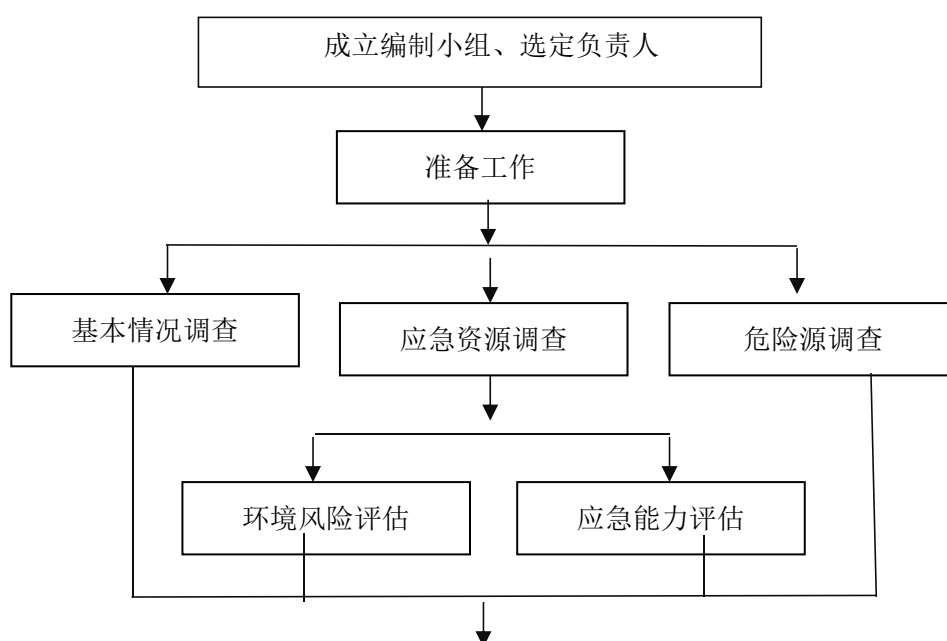 成立编制小组、选定负责人
准备工作
基本情况调查
应急资源调查
危险源调查
环境风险评估
应急能力评估